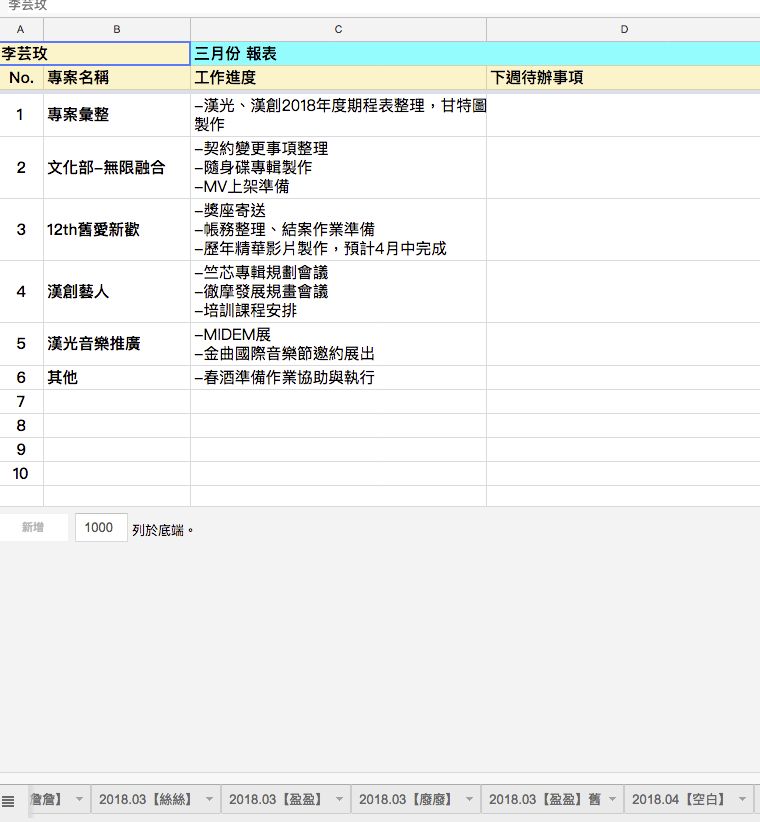 李芸玫
A B C D
李芸玫 三月份 報表
No. 專案名稱 工作進度 下週待辦事項
1 專案彙整 –漢光、漢創2018年度期程表整理，甘特圖
製作
2 文化部–無限融合 –契約變更事項整理
–隨身碟專輯製作
–MV上架準備
3 12th舊愛新歡 –獎座寄送
–帳務整理、結案作業準備
–歷年精華影片製作，預計4月中完成
4 漢創藝人 –竺芯專輯規劃會議
–徹摩發展規畫會議
–培訓課程安排
5 漢光音樂推廣 –MIDEM展
–金曲國際音樂節邀約展出
6 其他 –春酒準備作業協助與執行
7
8
9
10
新增 1000 列於底端。
詹詹】 2018.03【絲絲】 2018.03【盈盈】 2018.03【廢廢】 2018.03【盈盈】舊 2018.04【空白】